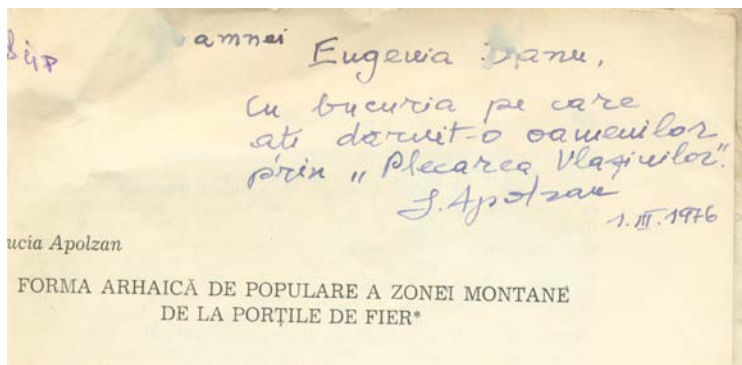 amnei
Eugenia
Cu bucuria pe care
ați dăruit-o oamenilor
prin „Plecarea Vlașinilor".
L. Apolzan
1.III.1976
ucia Apolzan
FORMA ARHAICĂ DE POPULARE A ZONEI MONTANE
DE LA PORȚILE DE FIER*